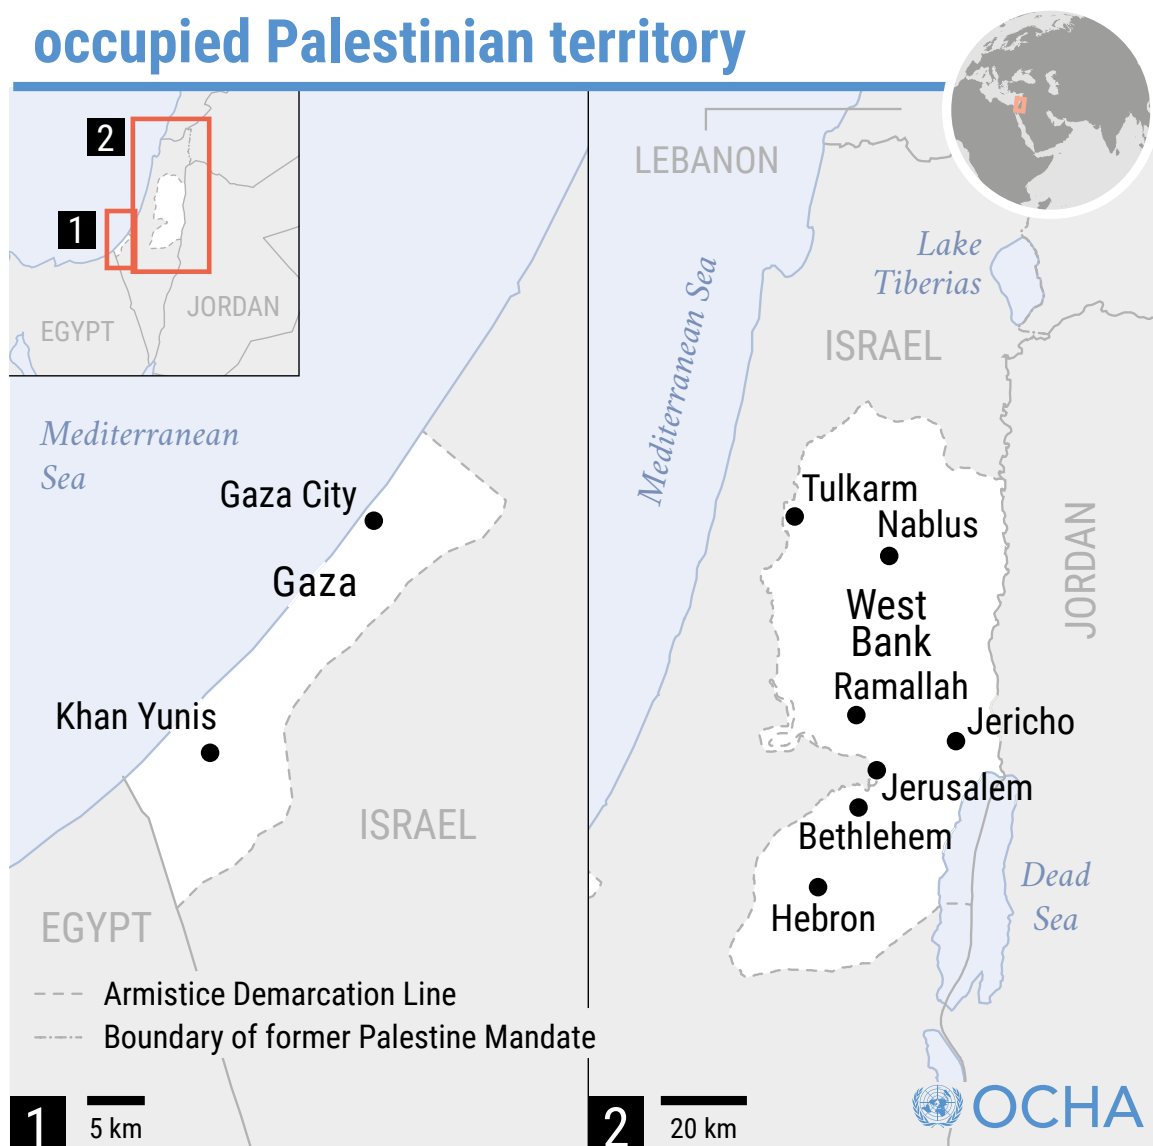 occupied Palestinian territory
2
1
EGYPT
JORDAN
Mediterranean
Sea
Gaza City
Gaza
Khan Yunis
ISRAEL
EGYPT
Armistice Demarcation Line
Boundary of former Palestine Mandate
1
5 km
LEBANON
Mediterranean Sea
Lake
Tiberias
ISRAEL
Tulkarm
Nablus
West
Bank
JORDAN
Ramallah
Jericho
Jerusalem
Bethlehem
Hebron
Dead
Sea
2
20 km
OCHA